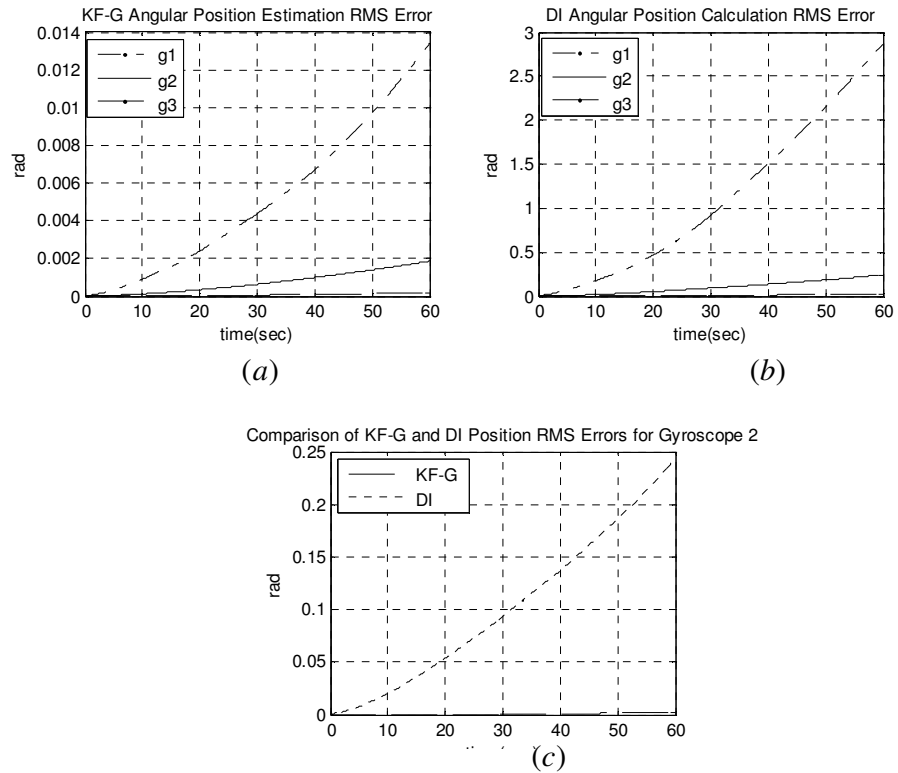 KF-G Angular Position Estimation RMS Error
0.014
0.012
0.01
0.008
0.006
0.004
0.002
0
rad
g1
g2
g3
0 10 20 30 40 50 60
time(sec)
(a)
DI Angular Position Calculation RMS Error
3
2.5
2
1.5
1
0.5
0
rad
g1
g2
g3
0 10 20 30 40 50 60
time(sec)
(b)
Comparison of KF-G and DI Position RMS Errors for Gyroscope 2
0.25
0.2
0.15
0.1
0.05
0
rad
KF-G
DI
0 10 20 30 40 50 60
(c)